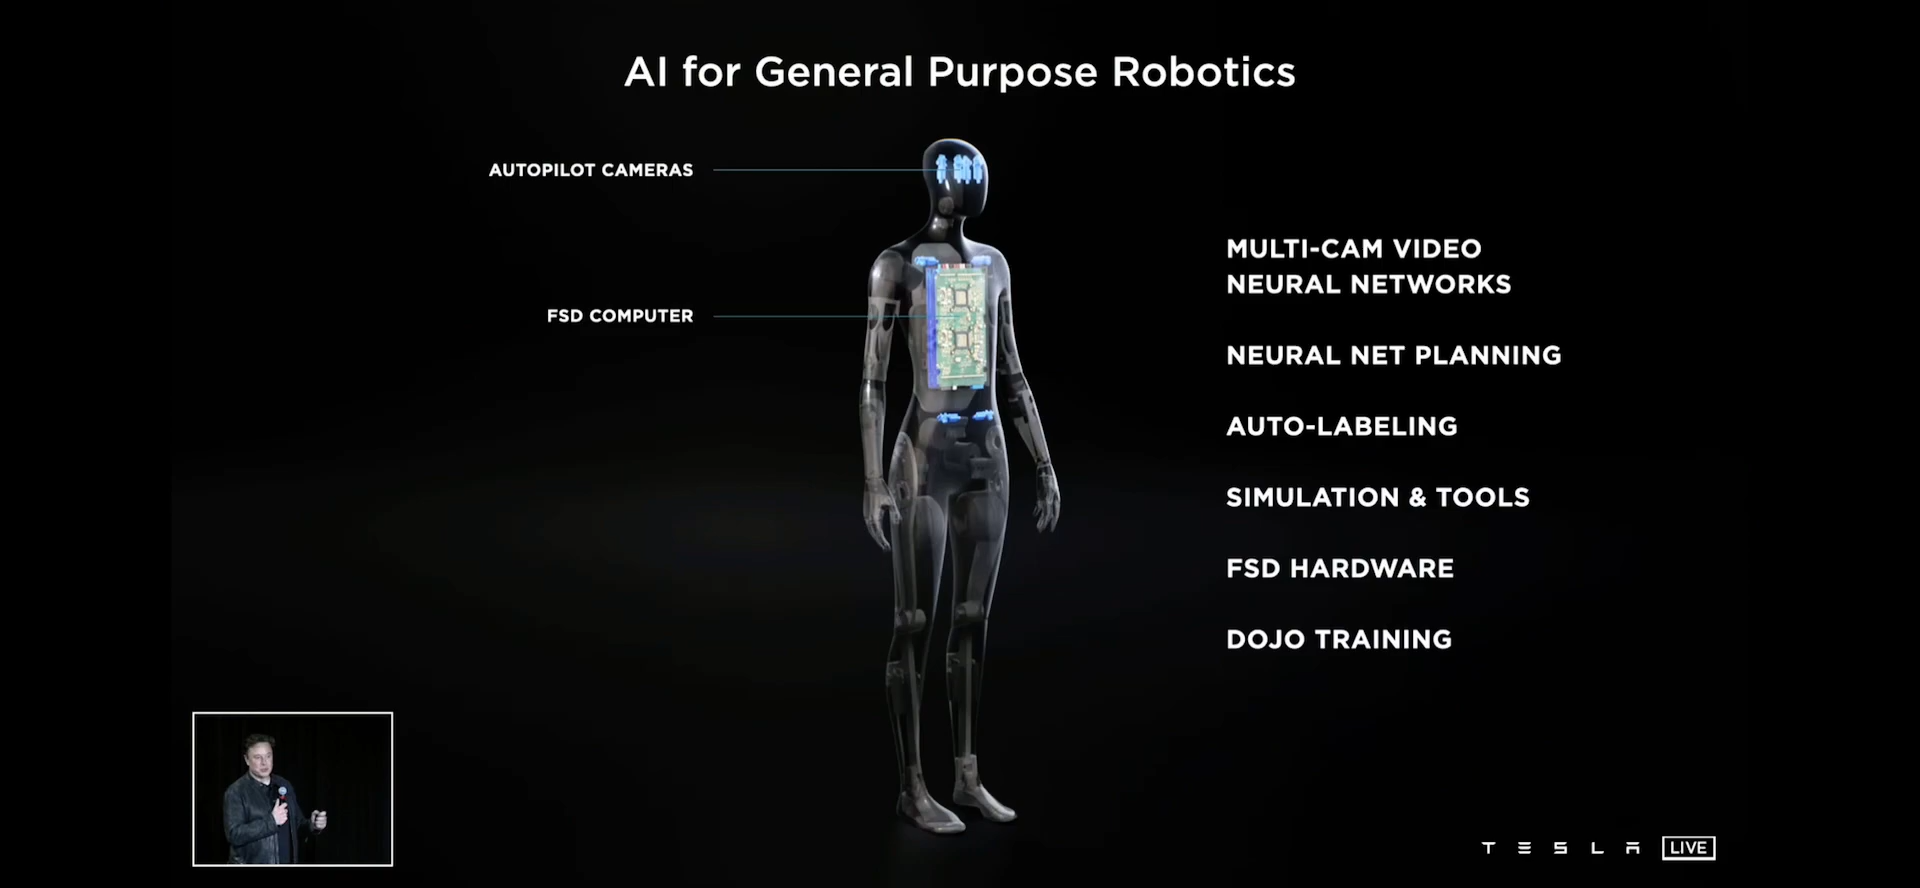 AI for General Purpose Robotics
AUTOPILOT CAMERAS
FSD COMPUTER
MULTI-CAM VIDEO
NEURAL NETWORKS
NEURAL NET PLANNING
AUTO-LABELING
SIMULATION & TOOLS
FSD HARDWARE
DOJO TRAINING
TESLA LIVE